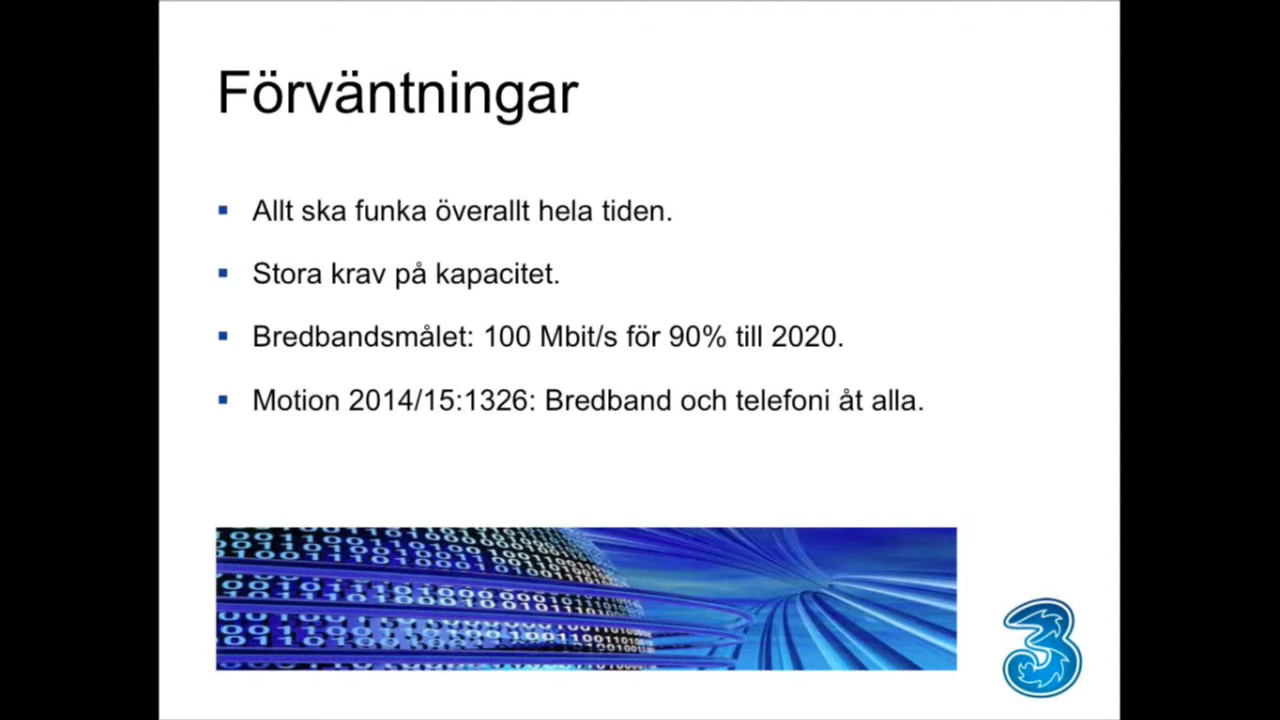 Förväntningar
Allt ska funka överallt hela tiden.
Stora krav på kapacitet.
Bredbandsmålet: 100 Mbit/s för 90% till 2020.
Motion 2014/15:1326: Bredband och telefoni åt alla.
3